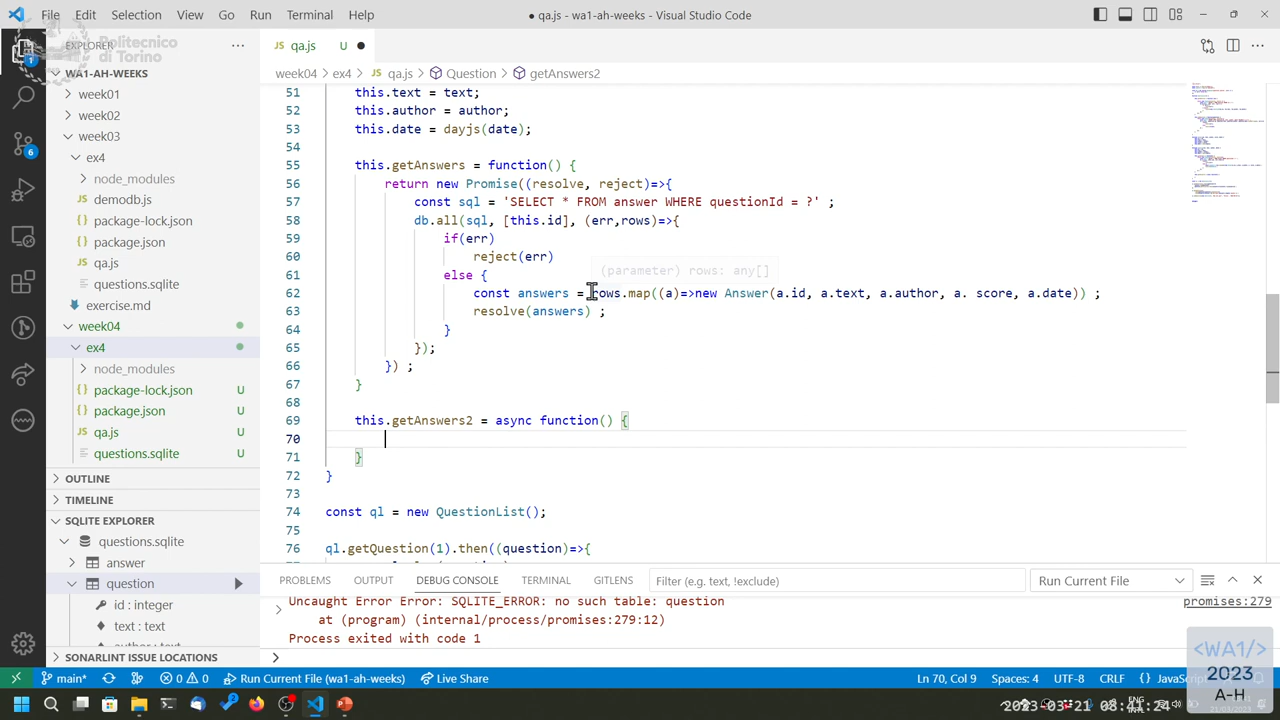 File Edit Selection View Go Run Terminal Help
● qa.js - wa1-ah-weeks - Visual Studio Code
Politecnico
di Torino
EXPLORER
WA1-AH-WEEKS
week01
week02
week03
ex4
node_modules
demodb.js
package-lock.json
package.json
qa.js
questions.sqlite
exercise.md
week04
ex4
node_modules
package-lock.json U
package.json U
qa.js U
questions.sqlite U
OUTLINE
TIMELINE
SQLITE EXPLORER
questions.sqlite
answer
question
id : integer
text : text
SONARLINT ISSUE LOCATIONS
qa.js U ●
week04 > ex4 > qa.js > Question > getAnswers2
51 this.text = text;
52 this.author = author;
53 this.date = dayjs(date);
54
55 this.getAnswers = function() {
56 return new Promise((resolve, reject)=>{
57 const sql = 'SELECT * FROM answer WHERE questionId = ?' ;
58 db.all(sql, [this.id], (err,rows)=>{
59 if(err)
60 reject(err)
(parameter) rows: any[]
61 else {
62 const answers = rows.map((a)=>new Answer(a.id, a.text, a.author, a. score, a.date)) ;
63 resolve(answers) ;
64 }
65 });
66 }) ;
67 }
68
69 this.getAnswers2 = async function() {
70
71 }
72 }
73
74 const ql = new QuestionList();
75
76 ql.getQuestion(1).then((question)=>{
PROBLEMS OUTPUT DEBUG CONSOLE TERMINAL GITLENS Filter (e.g. text, !exclude) Run Current File
Uncaught Error Error: SQLITE_ERROR: no such table: question promises:279
at (program) (internal/process/promises:279:12)
Process exited with code 1
main* 0 0 Run Current File (wa1-ah-weeks) Live Share Ln 70, Col 9 Spaces: 4 UTF-8 CRLF {} JavaScript
<WA1/>
2023
A-H
ENG
2023-03-21 08:44:21